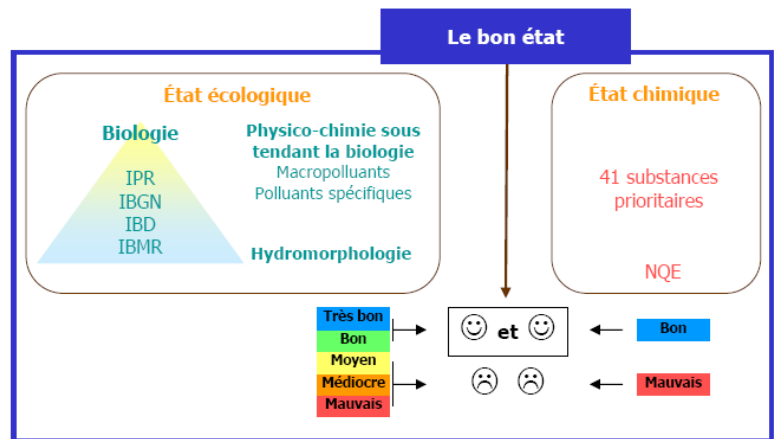 Le bon état
État écologique
Biologie
IPR
IBGN
IBD
IBMR
Physico-chimie sous
tendant la biologie
Macropolluants
Polluants spécifiques
Hydromorphologie
État chimique
41 substances
prioritaires
NQE
Très bon
Bon
Moyen
Médiocre
Mauvais
et
Bon
Mauvais